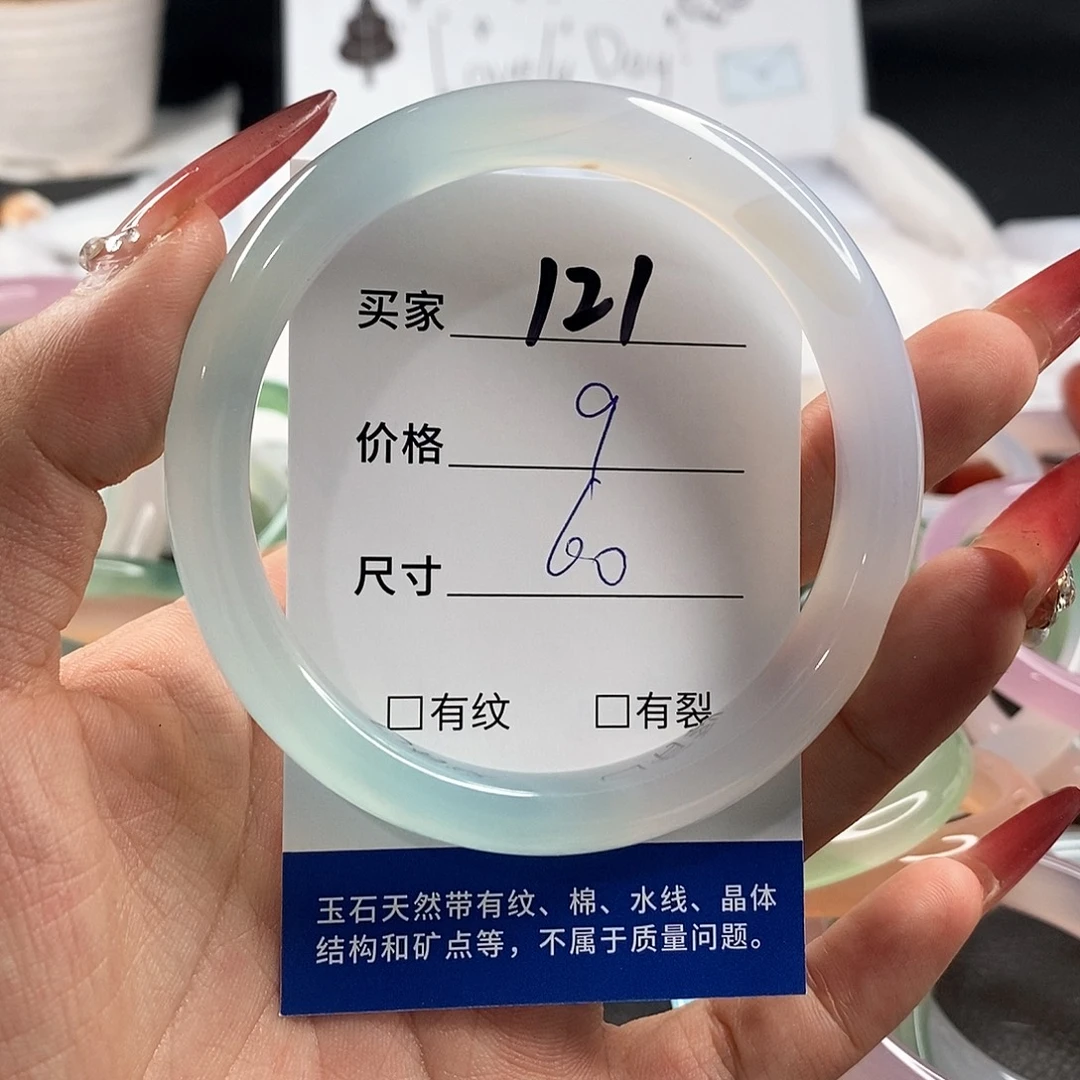 Lovely Day
买家 121
价格 9
尺寸 60
□有纹 □有裂
玉石天然带有纹、棉、水线、晶体
结构和矿点等，不属于质量问题。